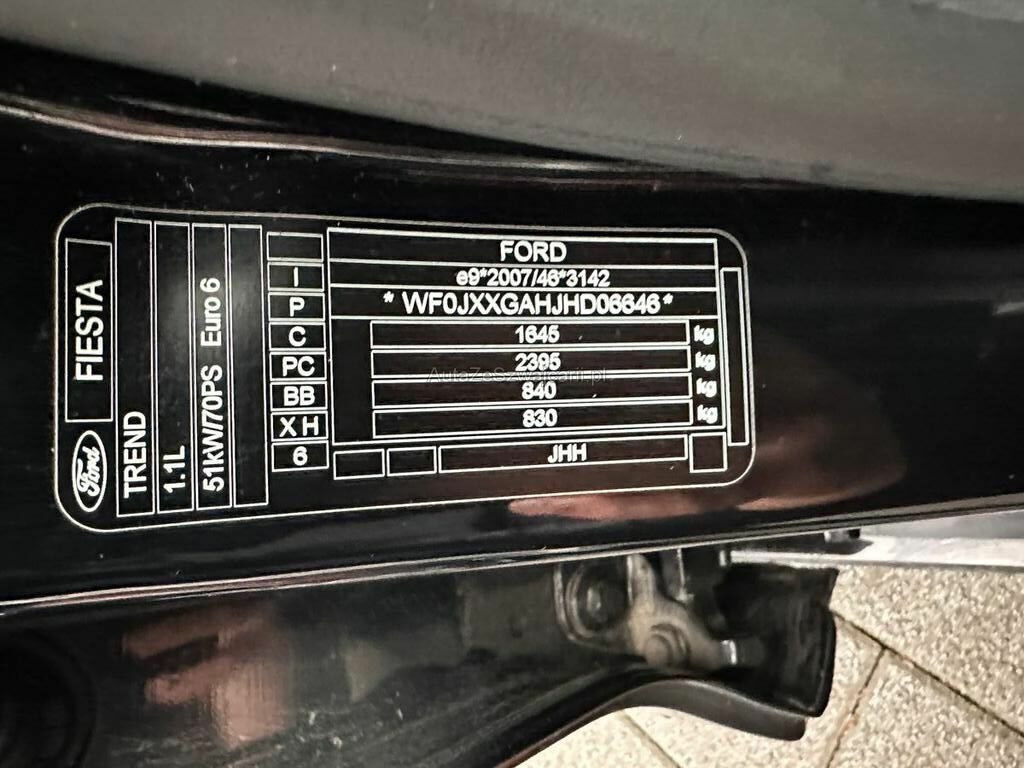 FORD
e9*2007/46*3142
* WF0JXXGAHJHD06646 *
1645 kg
2395 kg
840 kg
830 kg
JHH
I
P
C
PC
BB
X H
6
Ford FIESTA
TREND
1.1L
51kW/70PS Euro 6
AutoZeSzwajcarii.pl